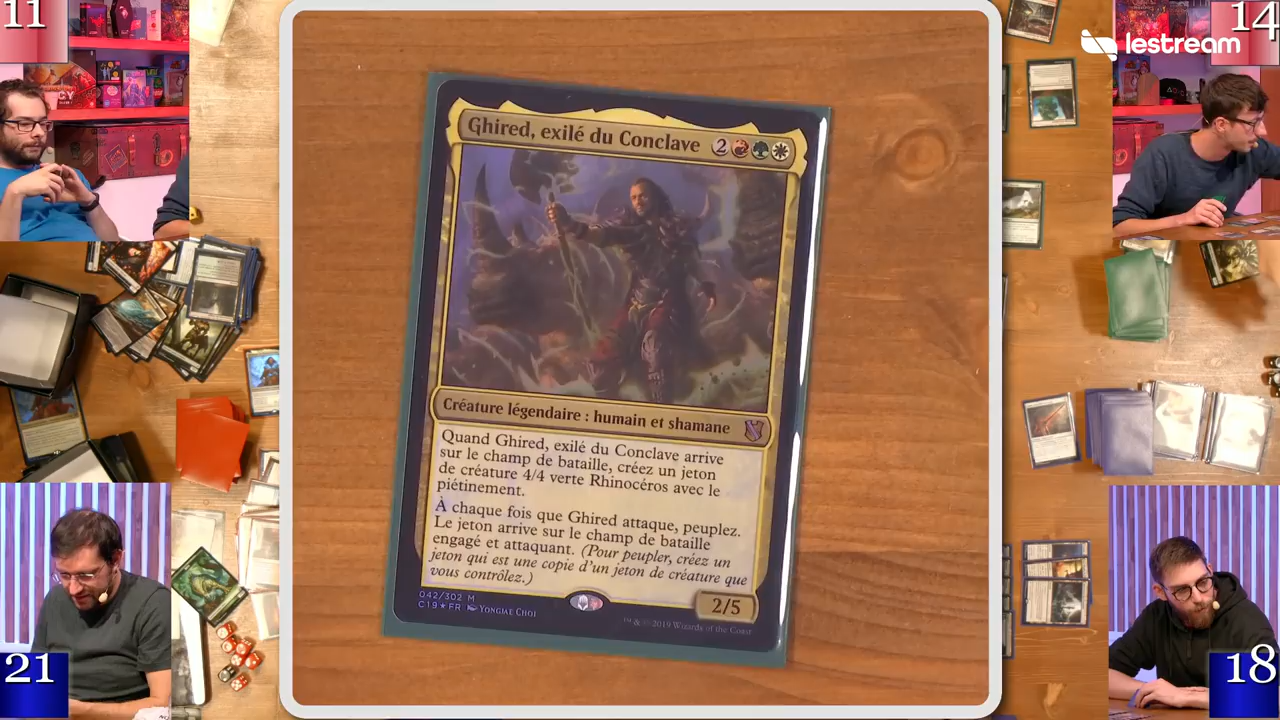 11
14
lestream
Ghired, exilé du Conclave 2
Créature légendaire : humain et shamane
Quand Ghired, exilé du Conclave arrive
sur le champ de bataille, créez un jeton
de créature 4/4 verte Rhinocéros avec le
piétinement.
À chaque fois que Ghired attaque, peuplez.
Le jeton arrive sur le champ de bataille
engagé et attaquant. (Pour peupler, créez un
jeton qui est une copie d'un jeton de créature que
vous contrôlez.)
2/5
042/302 M
C19★FR Yongjae Choi
™ & © 2019 Wizards of the Coast
21
18